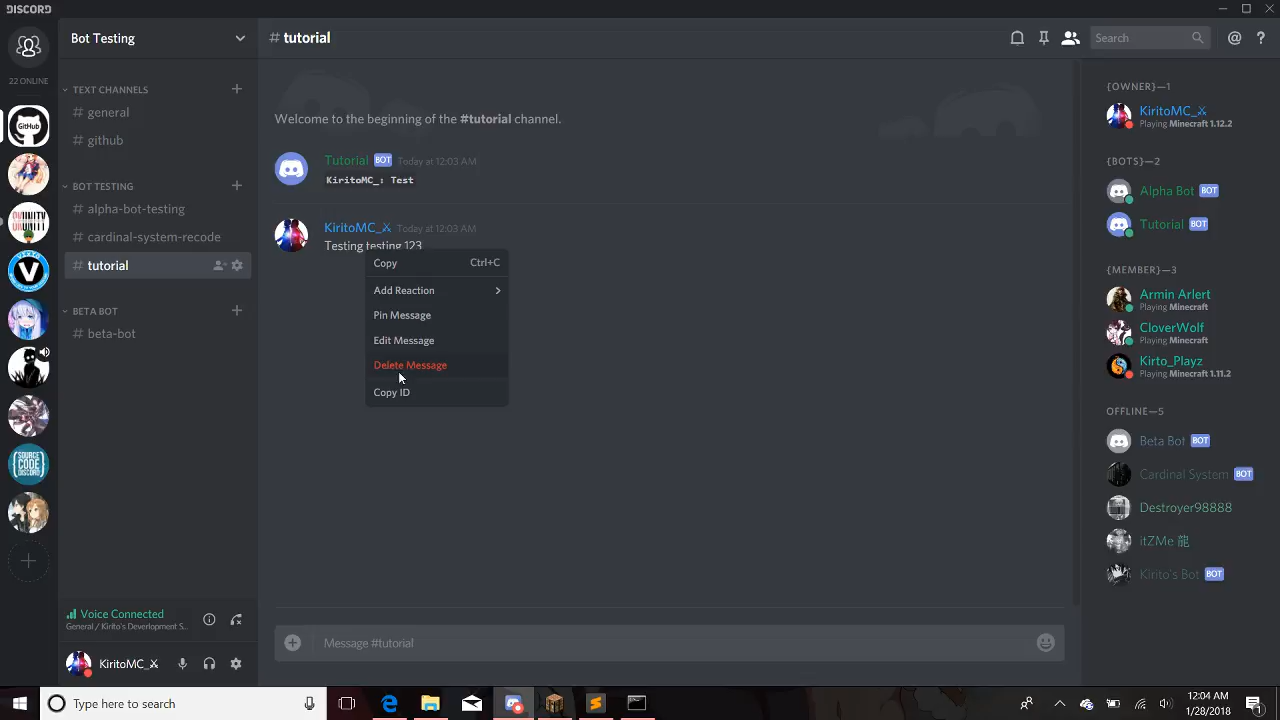 DISCORD
Bot Testing
# tutorial
Search
@
?
22 ONLINE
TEXT CHANNELS
# general
GitHub
# github
BOT TESTING
# alpha-bot-testing
# cardinal-system-recode
# tutorial
BETA BOT
# beta-bot
SOURCE
CODE
DISCORD
Welcome to the beginning of the #tutorial channel.
Tutorial BOT Today at 12:03 AM
KiritoMC_: Test
KiritoMC_⚔ Today at 12:03 AM
Testing testing 123
Copy Ctrl+C
Add Reaction
Pin Message
Edit Message
Delete Message
Copy ID
{OWNER}—1
KiritoMC_⚔
Playing Minecraft 1.12.2
{BOTS}—2
Alpha Bot BOT
Tutorial BOT
{MEMBER}—3
Armin Arlert
Playing Minecraft
CloverWolf
Playing Minecraft
Kirto_Playz
Playing Minecraft 1.11.2
OFFLINE—5
Beta Bot BOT
Cardinal System BOT
Destroyer98888
itZMe 龍
Kirito's Bot BOT
Voice Connected
General / Kirito's Development S...
KiritoMC_⚔
Message #tutorial
Type here to search
12:04 AM
1/28/2018